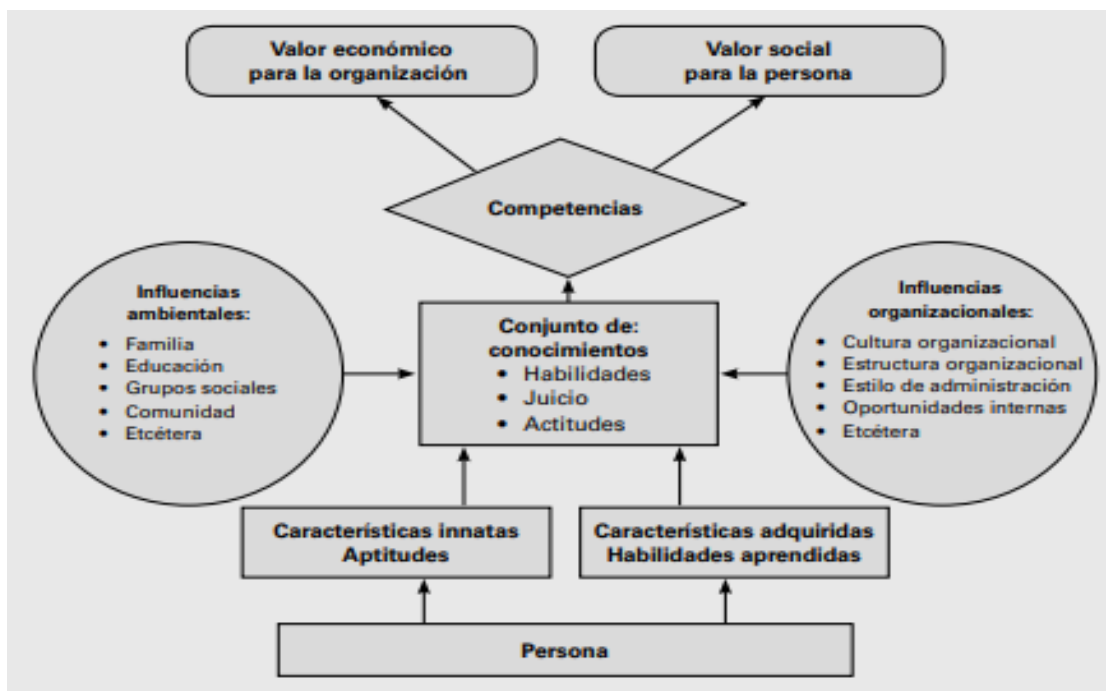 Valor económico
para la organización
Valor social
para la persona
Competencias
Influencias
ambientales:
• Familia
• Educación
• Grupos sociales
• Comunidad
• Etcétera
Conjunto de:
conocimientos
• Habilidades
• Juicio
• Actitudes
Influencias
organizacionales:
• Cultura organizacional
• Estructura organizacional
• Estilo de administración
• Oportunidades internas
• Etcétera
Características innatas
Aptitudes
Características adquiridas
Habilidades aprendidas
Persona